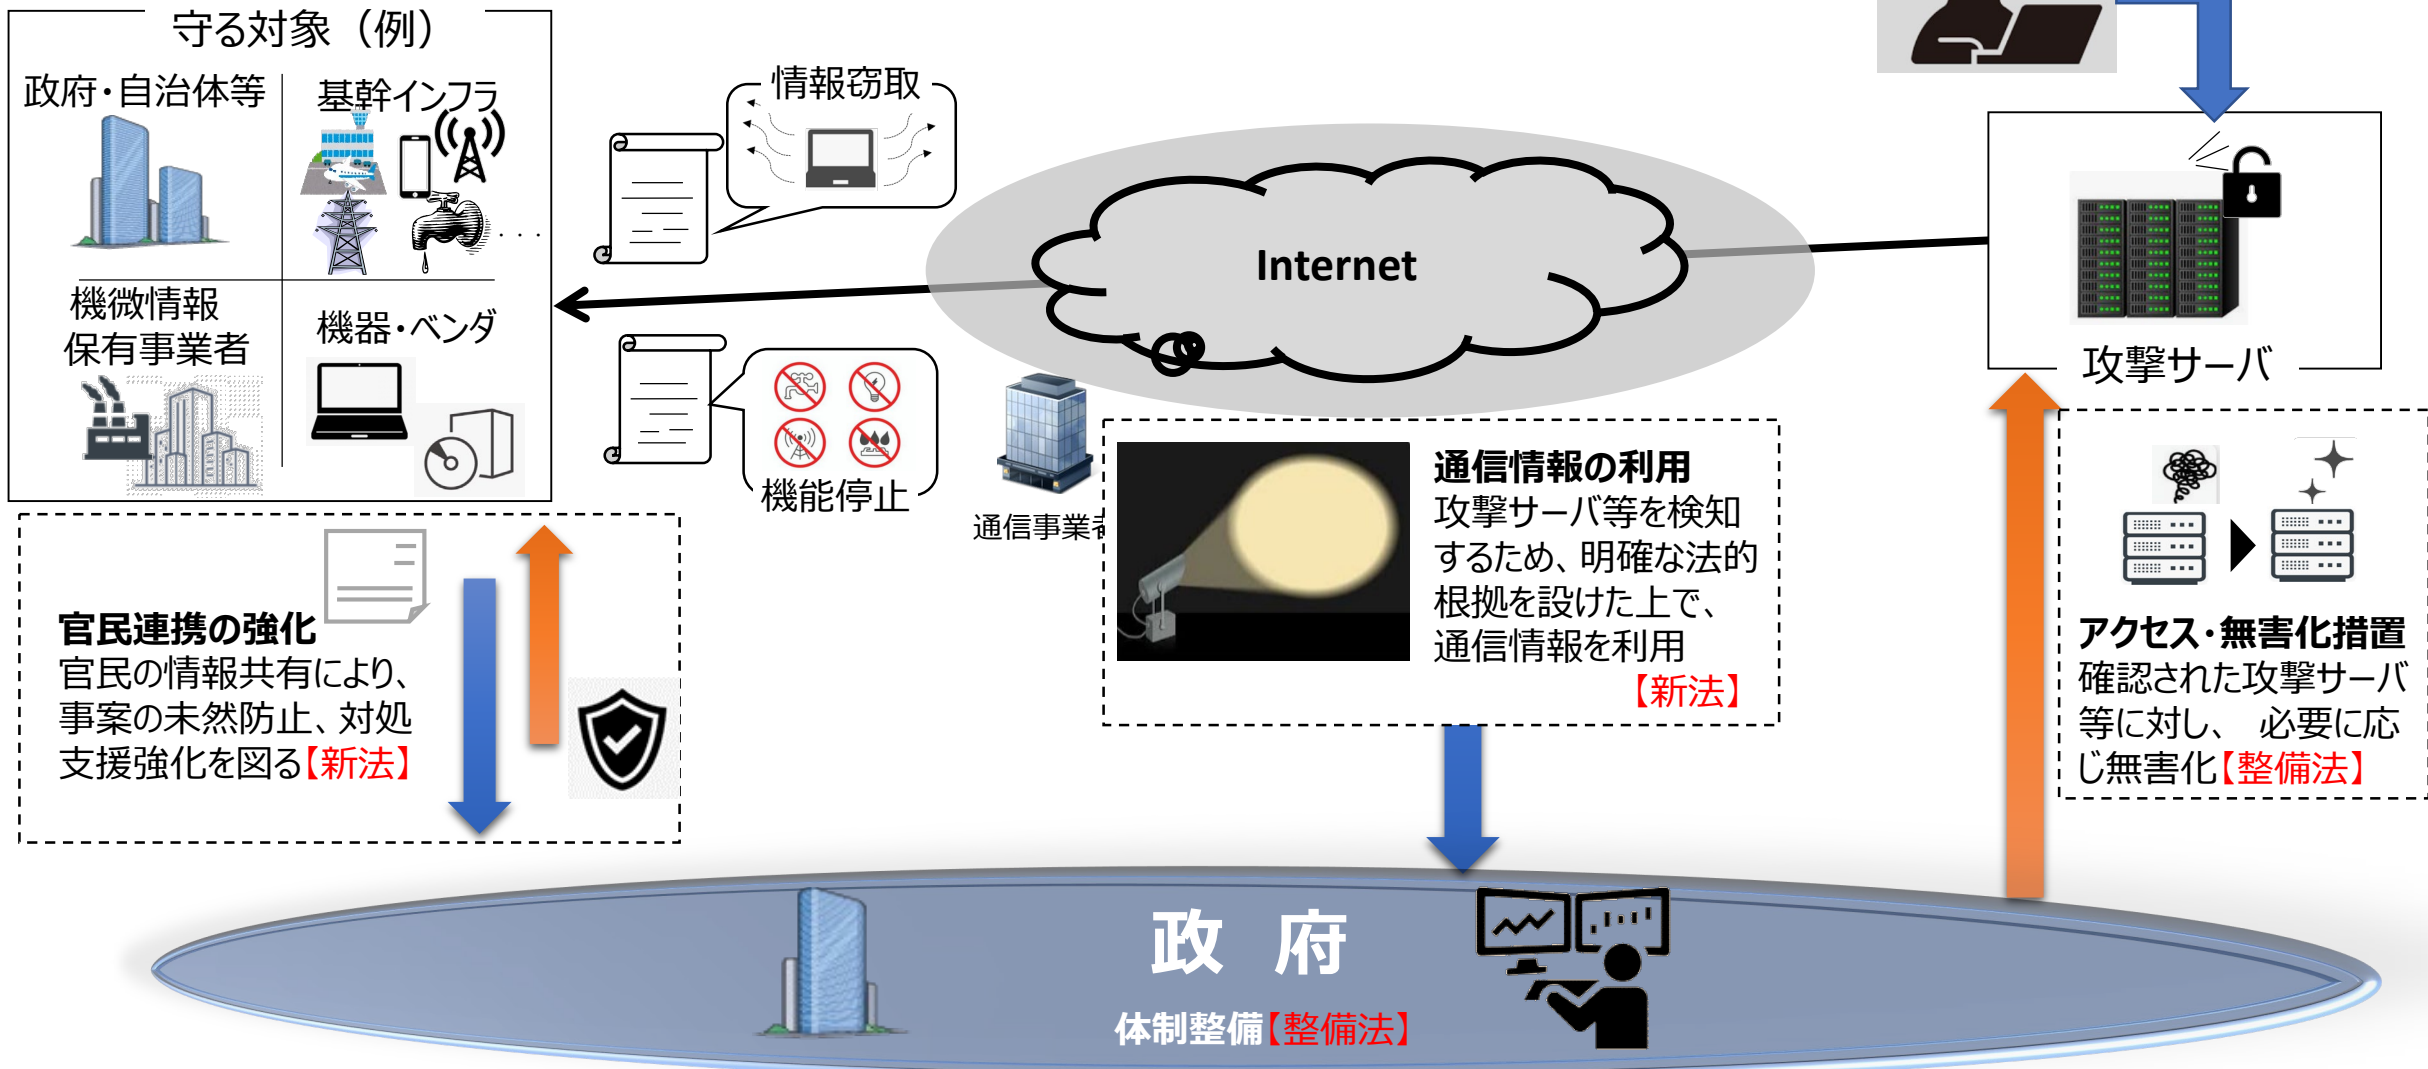 守る対象（例）
政府・自治体等
基幹インフラ
・・・
機微情報
保有事業者
機器・ベンダ
情報窃取
機能停止
Internet
攻撃サーバ
通信事業者
通信情報の利用
攻撃サーバ等を検知
するため、明確な法的
根拠を設けた上で、
通信情報を利用
【新法】
アクセス・無害化措置
確認された攻撃サーバ
等に対し、 必要に応
じ無害化【整備法】
官民連携の強化
官民の情報共有により、
事案の未然防止、対処
支援強化を図る【新法】
政 府
体制整備【整備法】